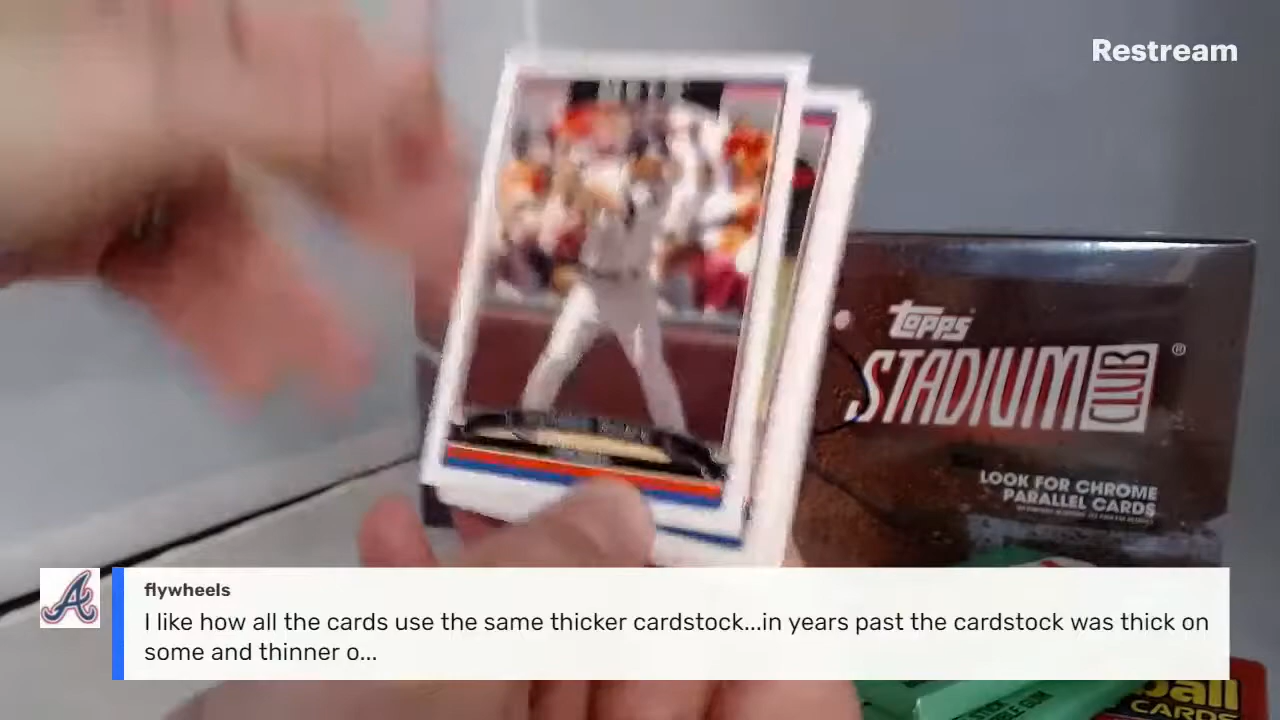 Restream
TOPPS
STADIUM CLUB ®
LOOK FOR CHROME
PARALLEL CARDS
flywheels
I like how all the cards use the same thicker cardstock...in years past the cardstock was thick on
some and thinner o...
CARDS